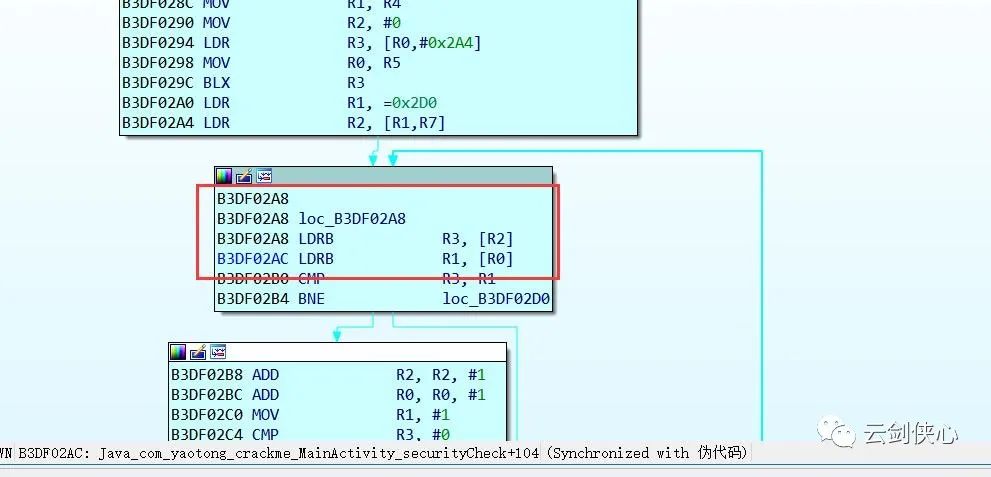 B3DF028C MOV R1, R4
B3DF0290 MOV R2, #0
B3DF0294 LDR R3, [R0,#0x2A4]
B3DF0298 MOV R0, R5
B3DF029C BLX R3
B3DF02A0 LDR R1, =0x2D0
B3DF02A4 LDR R2, [R1,R7]
B3DF02A8
B3DF02A8 loc_B3DF02A8
B3DF02A8 LDRB R3, [R2]
B3DF02AC LDRB R1, [R0]
B3DF02B0 CMP R3, R1
B3DF02B4 BNE loc_B3DF02D0
B3DF02B8 ADD R2, R2, #1
B3DF02BC ADD R0, R0, #1
B3DF02C0 MOV R1, #1
B3DF02C4 CMP R3, #0
云剑侠心
WN B3DF02AC: Java_com_yaotong_crackme_MainActivity_securityCheck+104 (Synchronized with 伪代码)